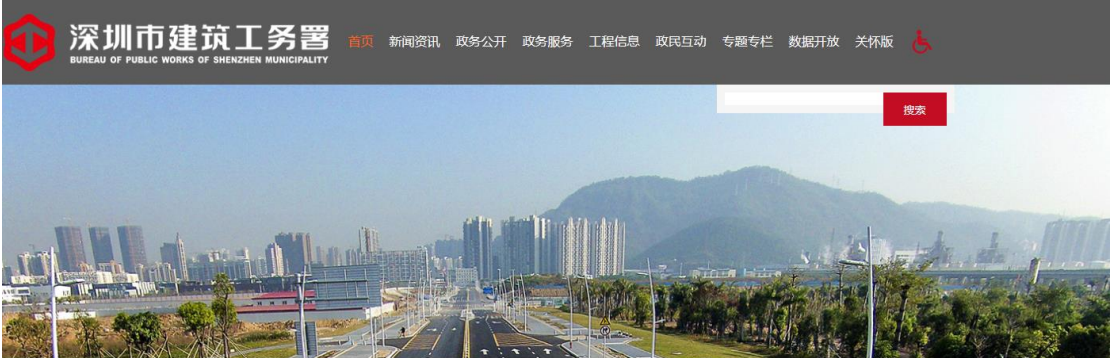 深圳市建筑工务署
BUREAU OF PUBLIC WORKS OF SHENZHEN MUNICIPALITY
首页 新闻资讯 政务公开 政务服务 工程信息 政民互动 专题专栏 数据开放 关怀版
搜索